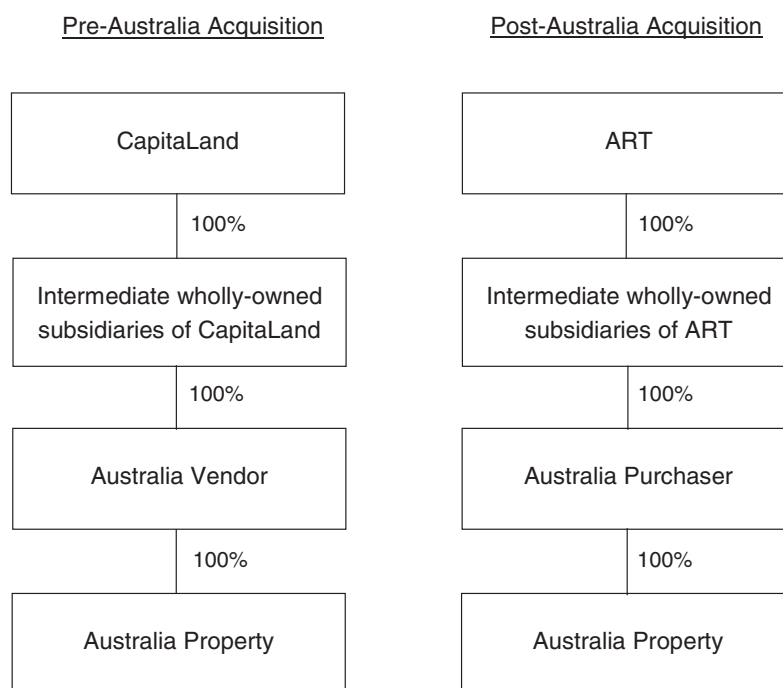 Pre-Australia Acquisition
CapitaLand
100%
Intermediate wholly-owned
subsidiaries of CapitaLand
100%
Australia Vendor
100%
Australia Property
Post-Australia Acquisition
ART
100%
Intermediate wholly-owned
subsidiaries of ART
100%
Australia Purchaser
100%
Australia Property